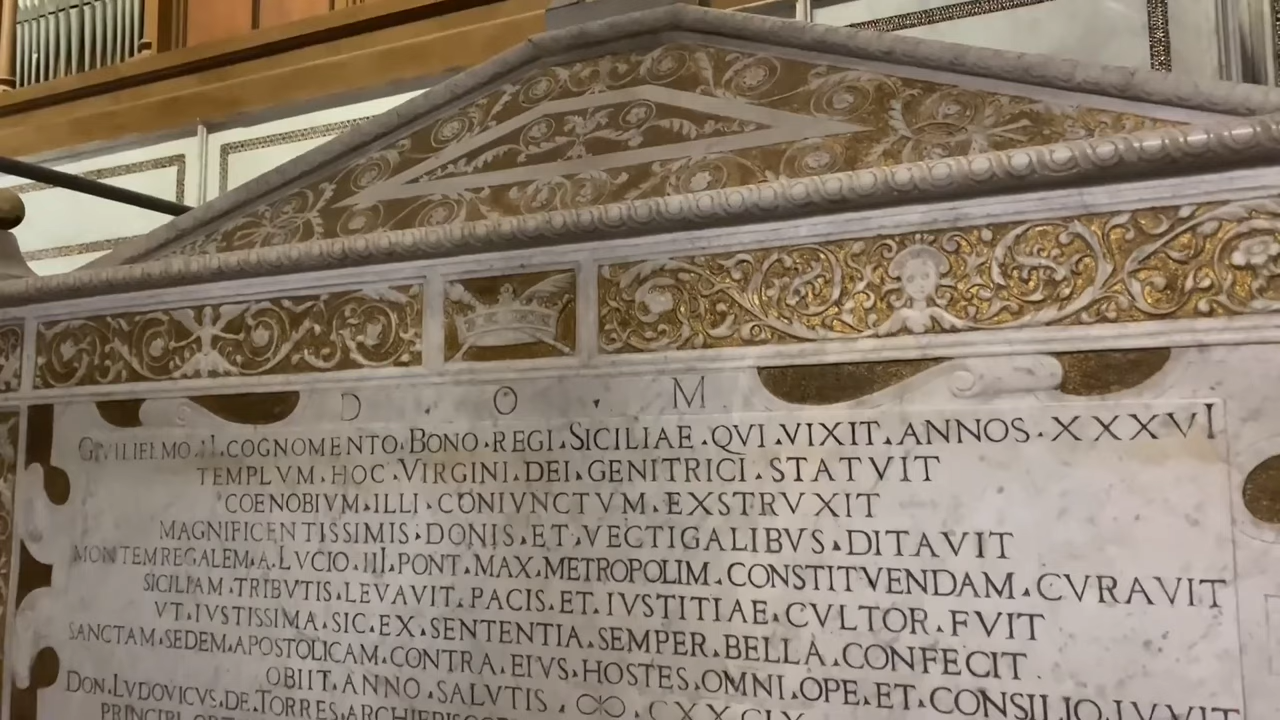 D · O · M
GVLIELMO·II·COGNOMENTO·BONO·REGI·SICILIAE·QVI·VIXIT·ANNOS·XXXVI
TEMPLVM·HOC·VIRGINI·DEI·GENITRICI·STATVIT
COENOBIVM·ILLI·CONIVNCTVM·EXSTRVXIT
MAGNIFICENTISSIMIS·DONIS·ET·VECTIGALIBVS·DITAVIT
MONTEMREGALEM·A·LVCIO·III·PONT·MAX·METROPOLIM·CONSTITVENDAM·CVRAVIT
SICILIAM·TRIBVTIS·LEVAVIT·PACIS·ET·IVSTITIAE·CVLTOR·FVIT
VT·IVSTISSIMA·SIC·EX·SENTENTIA·SEMPER·BELLA·CONFECIT
SANCTAM·SEDEM·APOSTOLICAM·CONTRA·EIVS·HOSTES·OMNI·OPE·ET·CONSILIO·IVVIT
OBIIT·ANNO·SALVTIS·
DON·LVDOVICVS·DE·TORRES
PRINCIPI